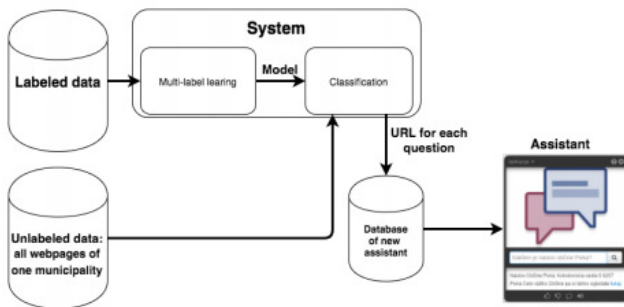 System
Labeled data
Multi-label learing
Model
Classification
URL for each
question
Assistant
Unlabeled data:
all webpages of
one municipality
Database
of new
assistant